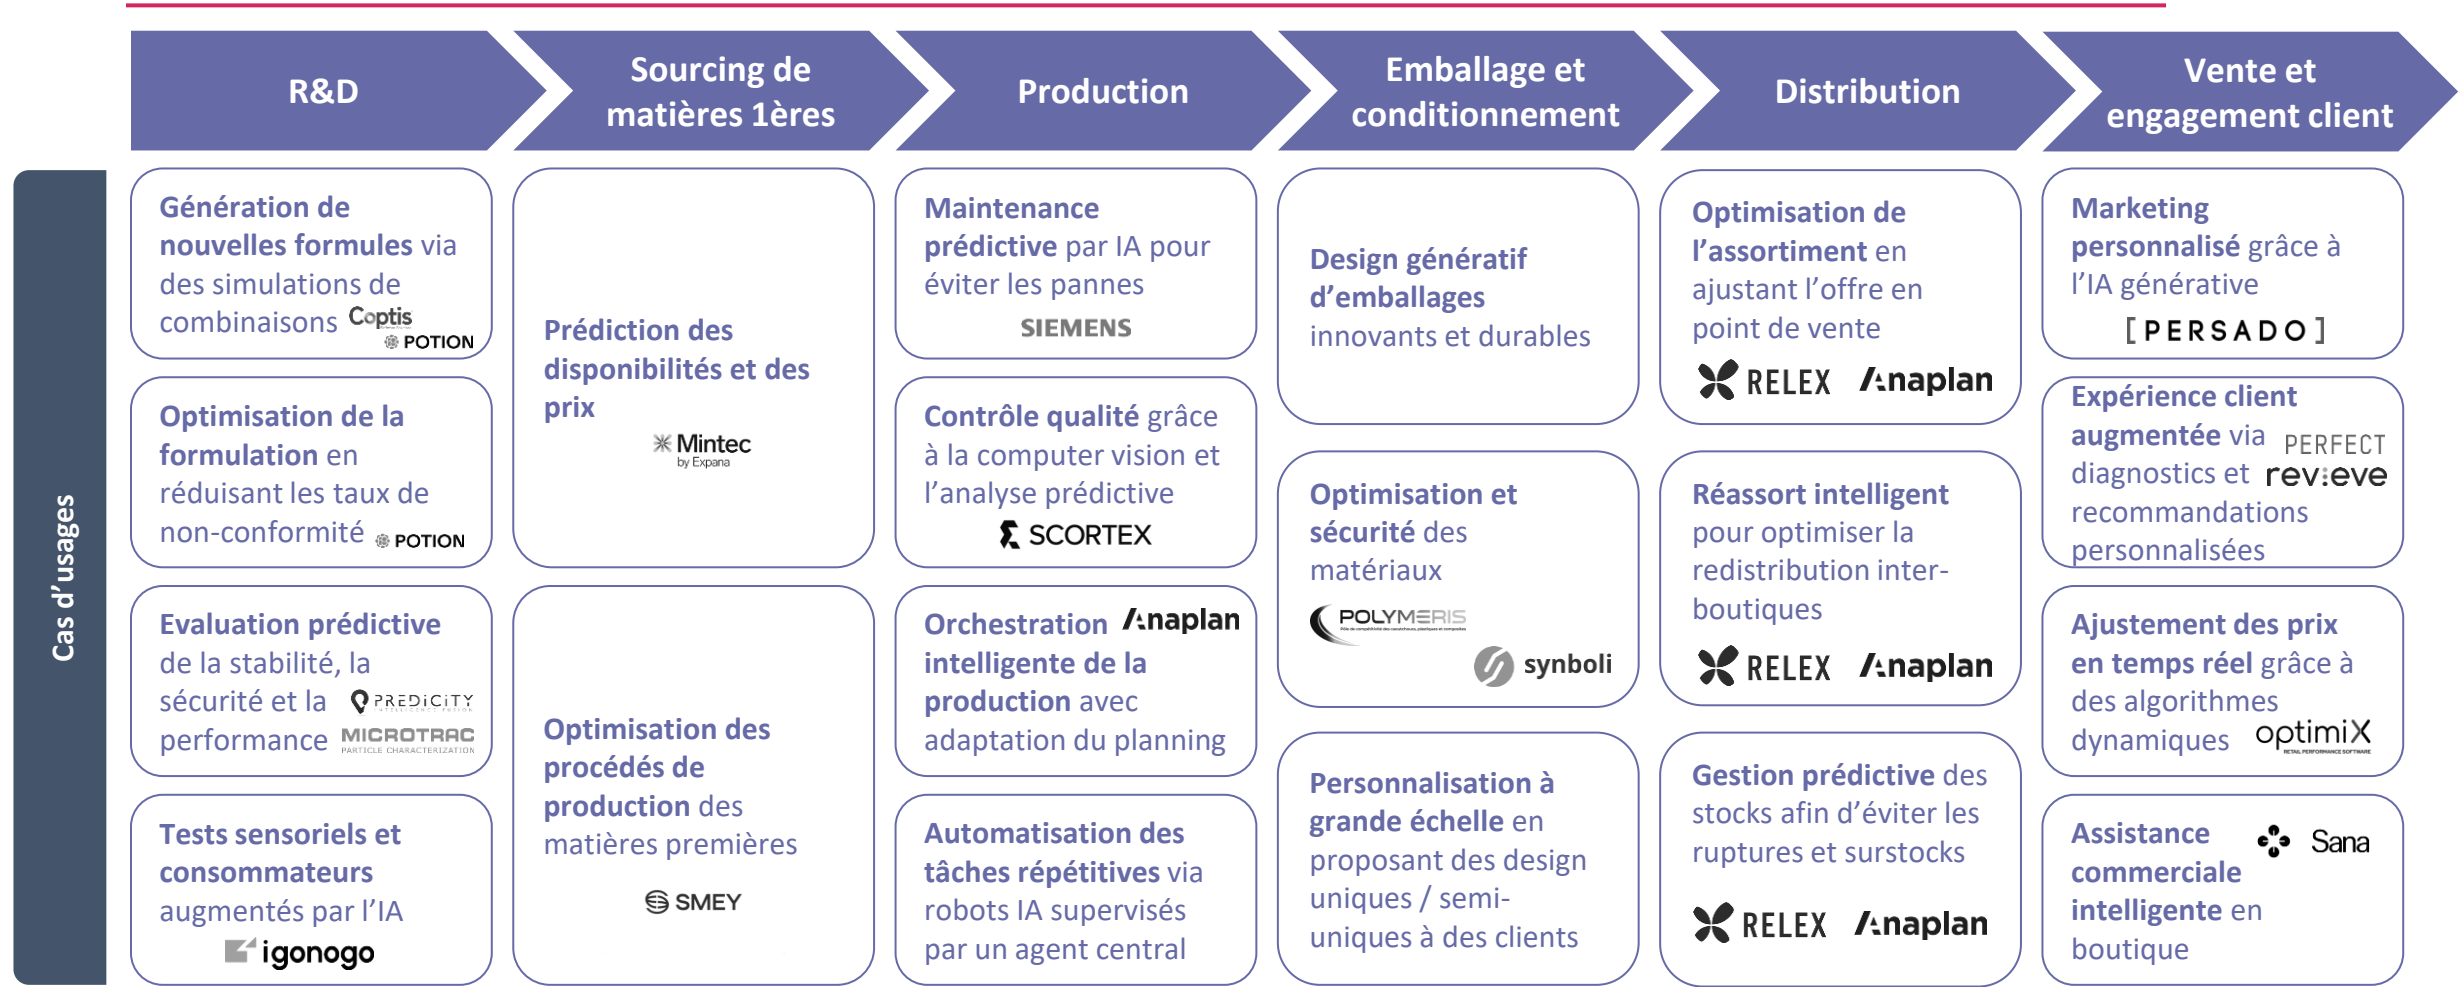 R&D
Sourcing de
matières 1ères
Production
Emballage et
conditionnement
Distribution
Vente et
engagement client
Cas d’usages
Génération de
nouvelles formules via
des simulations de
combinaisons
Coptis
POTION
Optimisation de la
formulation en
réduisant les taux de
non-conformité
POTION
Evaluation prédictive
de la stabilité, la
sécurité et la
performance
PREDiCiTY
MICROTRAC
PARTICLE CHARACTERIZATION
Tests sensoriels et
consommateurs
augmentés par l’IA
igonogo
Prédiction des
disponibilités et des
prix
Mintec
by Expana
Optimisation des
procédés de
production des
matières premières
SMEY
Maintenance
prédictive par IA pour
éviter les pannes
SIEMENS
Contrôle qualité grâce
à la computer vision et
l’analyse prédictive
SCORTEX
Orchestration
Anaplan
intelligente de la
production avec
adaptation du planning
Automatisation des
tâches répétitives via
robots IA supervisés
par un agent central
Design génératif
d’emballages
innovants et durables
Optimisation et
sécurité des
matériaux
POLYMERIS
synboli
Personnalisation à
grande échelle en
proposant des design
uniques / semi-
uniques à des clients
Optimisation de
l’assortiment en
ajustant l’offre en
point de vente
RELEX Anaplan
Réassort intelligent
pour optimiser la
redistribution inter-
boutiques
RELEX Anaplan
Gestion prédictive des
stocks afin d’éviter les
ruptures et surstocks
RELEX Anaplan
Marketing
personnalisé grâce à
l’IA générative
[PERSADO]
Expérience client
augmentée via
PERFECT
diagnostics et
rev:eve
recommandations
personnalisées
Ajustement des prix
en temps réel grâce à
des algorithmes
dynamiques
optimiX
RETAIL PERFORMANCE SOFTWARE
Assistance
Sana
commerciale
intelligente en
boutique